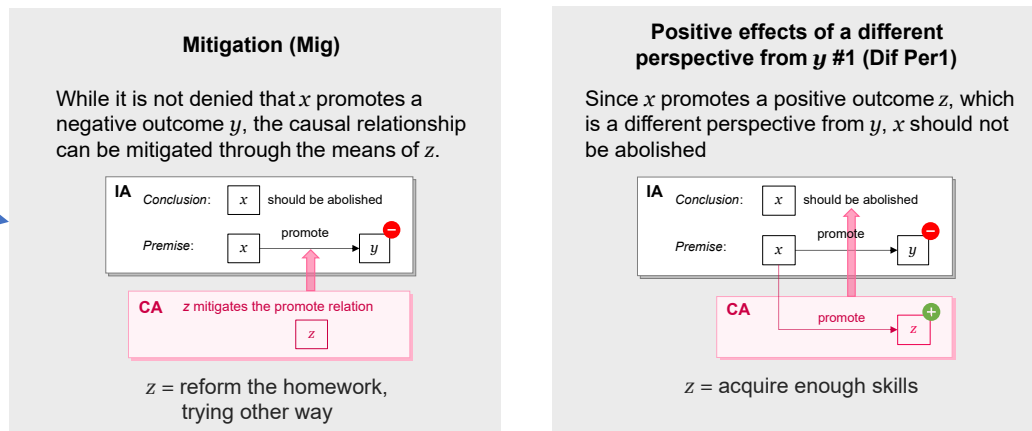 Mitigation (Mig)
While it is not denied that x promotes a
negative outcome y, the causal relationship
can be mitigated through the means of z.
IA
Conclusion: x should be abolished
promote
Premise: x y
CA z mitigates the promote relation
z
z = reform the homework,
trying other way
Positive effects of a different
perspective from y #1 (Dif Per1)
Since x promotes a positive outcome z, which
is a different perspective from y, x should not
be abolished
IA
Conclusion: x should be abolished
promote
Premise: x y
CA
promote z
z = acquire enough skills